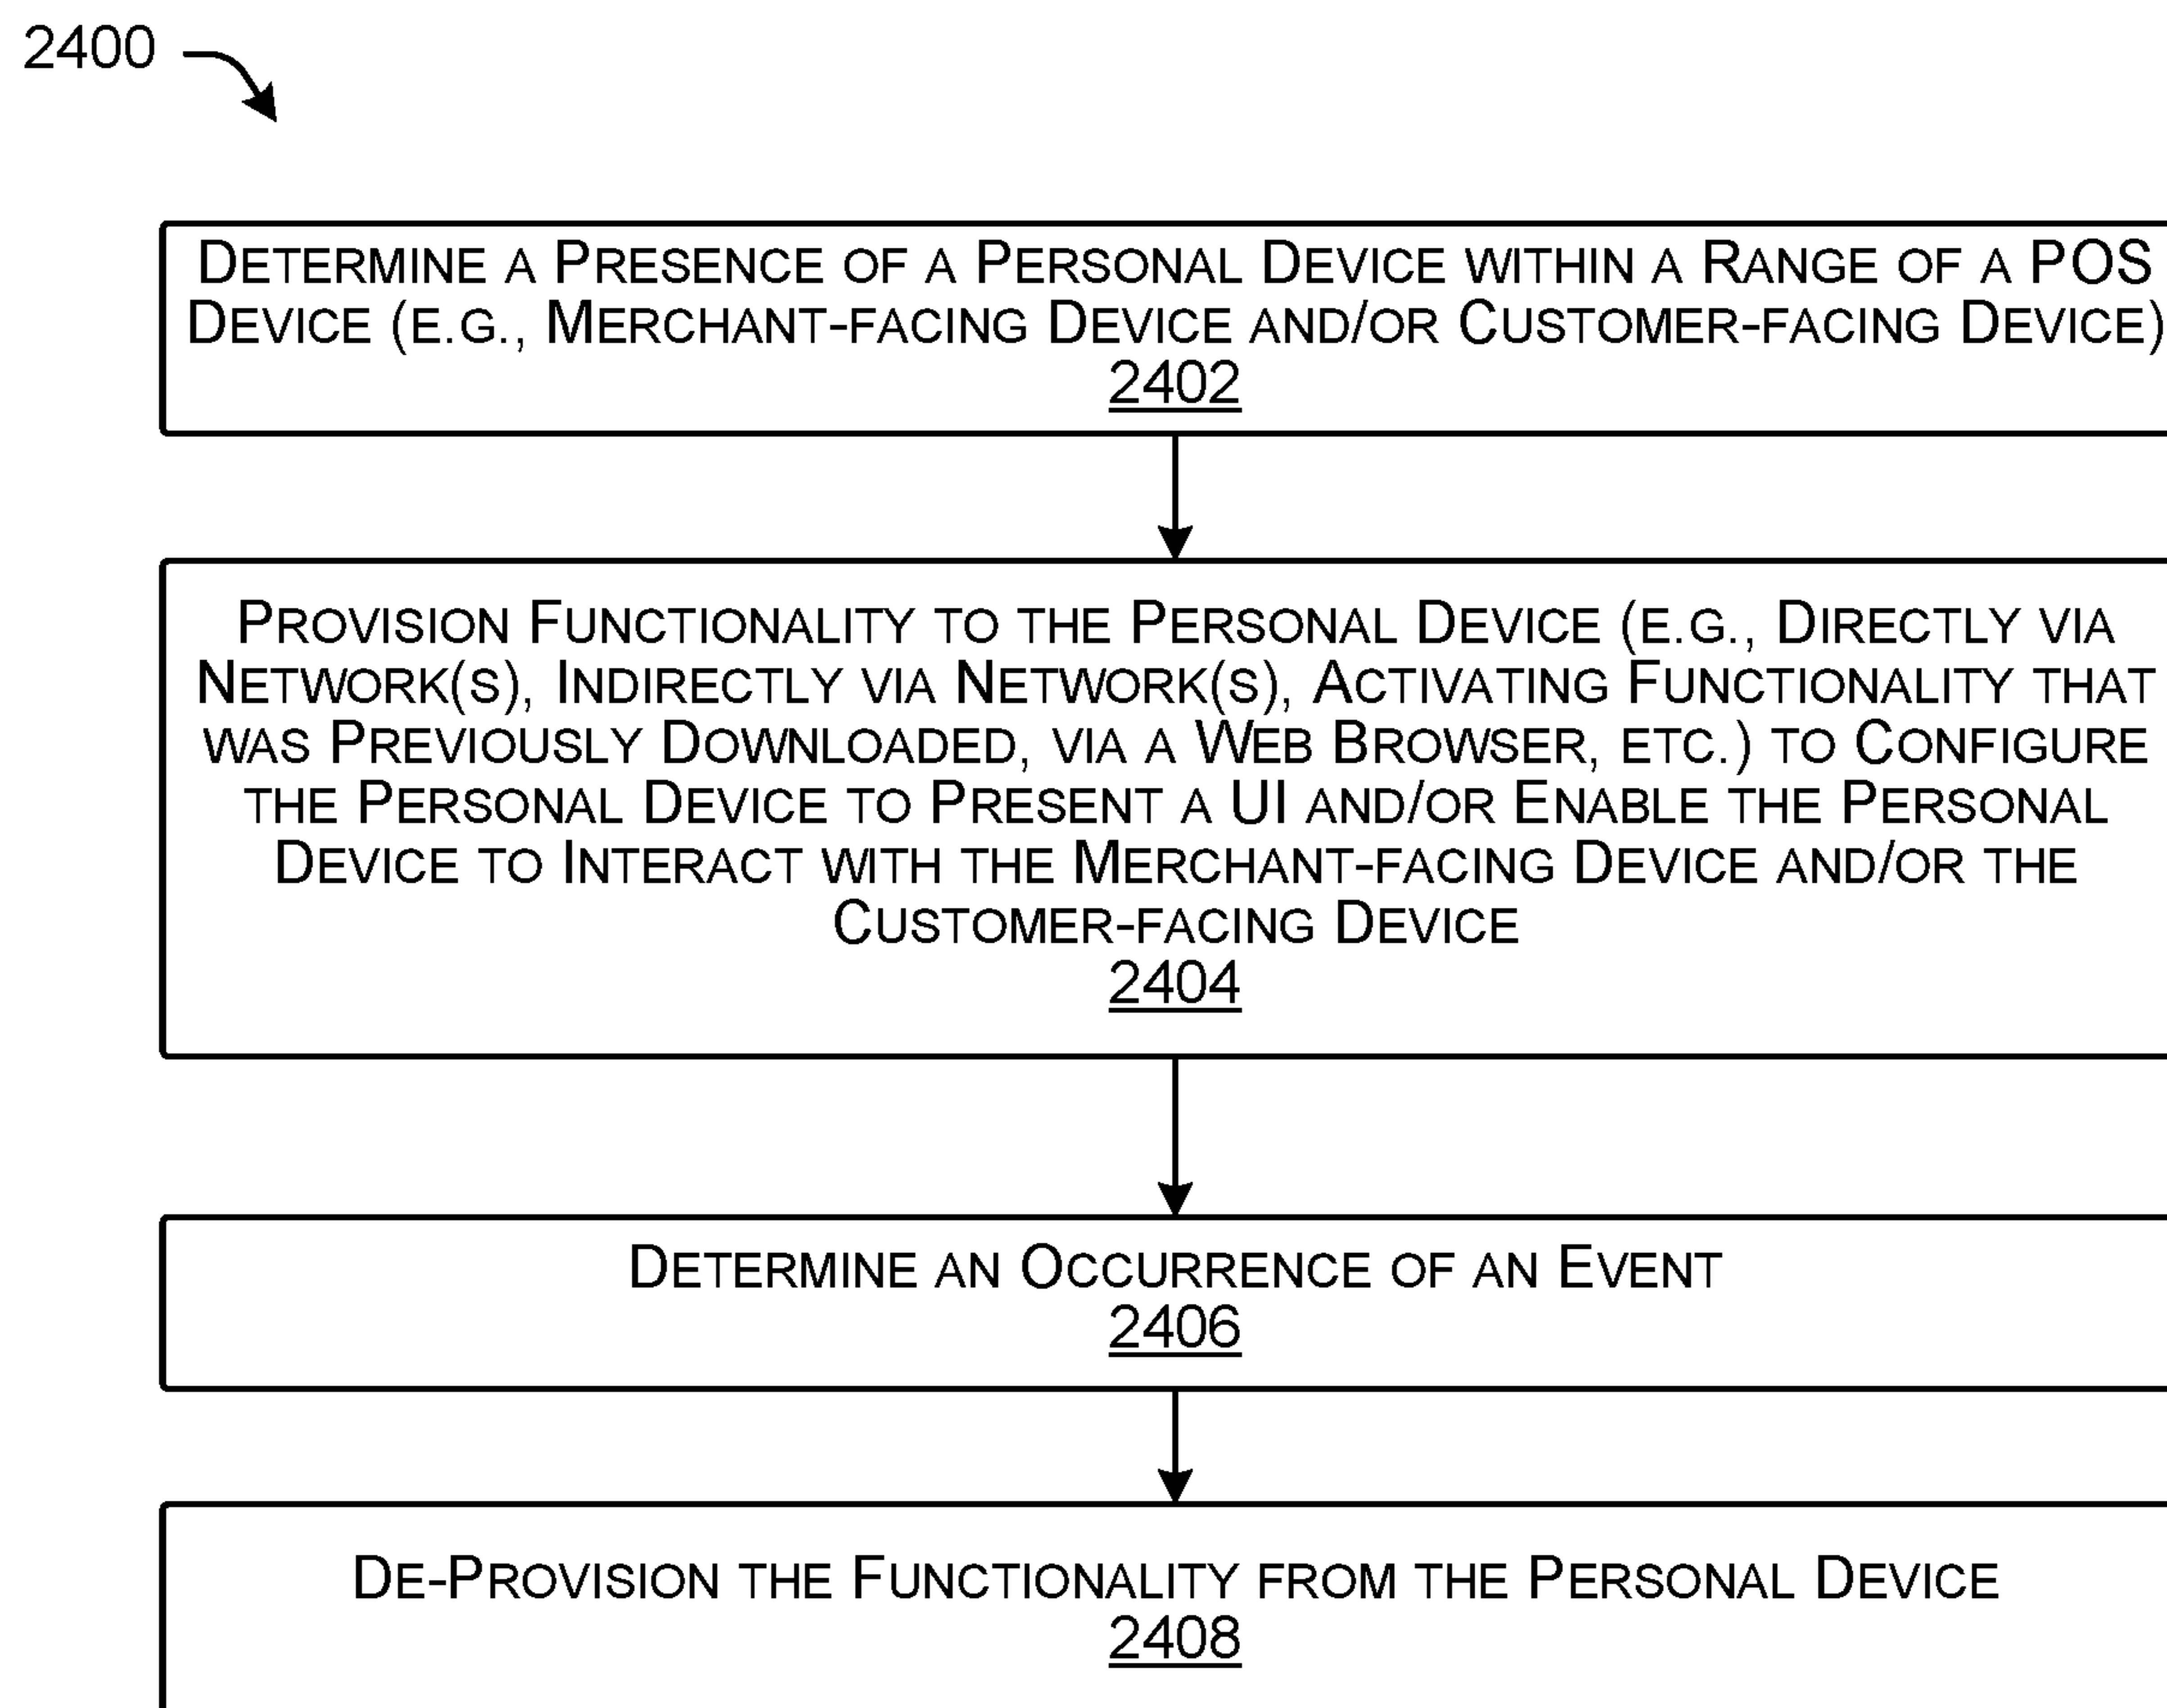 2400
DETERMINE A PRESENCE OF A PERSONAL DEVICE WITHIN A RANGE OF A POS
DEVICE (E.G., MERCHANT-FACING DEVICE AND/OR CUSTOMER-FACING DEVICE)
2402
PROVISION FUNCTIONALITY TO THE PERSONAL DEVICE (E.G., DIRECTLY VIA
NETWORK(S), INDIRECTLY VIA NETWORK(S), ACTIVATING FUNCTIONALITY THAT
WAS PREVIOUSLY DOWNLOADED, VIA A WEB BROWSER, ETC.) TO CONFIGURE
THE PERSONAL DEVICE TO PRESENT A UI AND/OR ENABLE THE PERSONAL
DEVICE TO INTERACT WITH THE MERCHANT-FACING DEVICE AND/OR THE
CUSTOMER-FACING DEVICE
2404
DETERMINE AN OCCURRENCE OF AN EVENT
2406
DE-PROVISION THE FUNCTIONALITY FROM THE PERSONAL DEVICE
2408